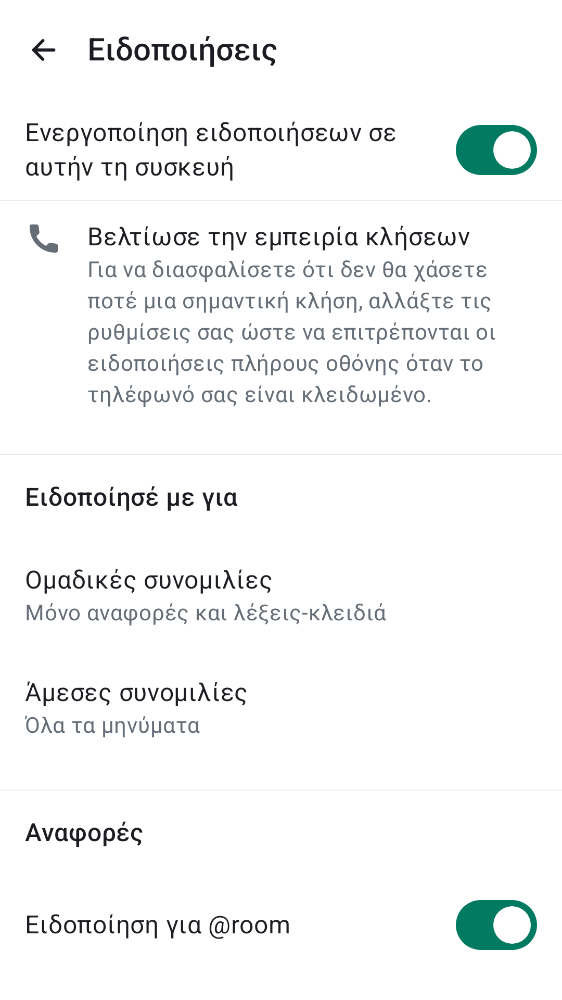 Ειδοποιήσεις
Ενεργοποίηση ειδοποιήσεων σε
αυτήν τη συσκευή
Βελτίωσε την εμπειρία κλήσεων
Για να διασφαλίσετε ότι δεν θα χάσετε
ποτέ μια σημαντική κλήση, αλλάξτε τις
ρυθμίσεις σας ώστε να επιτρέπονται οι
ειδοποιήσεις πλήρους οθόνης όταν το
τηλέφωνό σας είναι κλειδωμένο.
Ειδοποίησέ με για
Ομαδικές συνομιλίες
Μόνο αναφορές και λέξεις-κλειδιά
Άμεσες συνομιλίες
Όλα τα μηνύματα
Αναφορές
Ειδοποίηση για @room